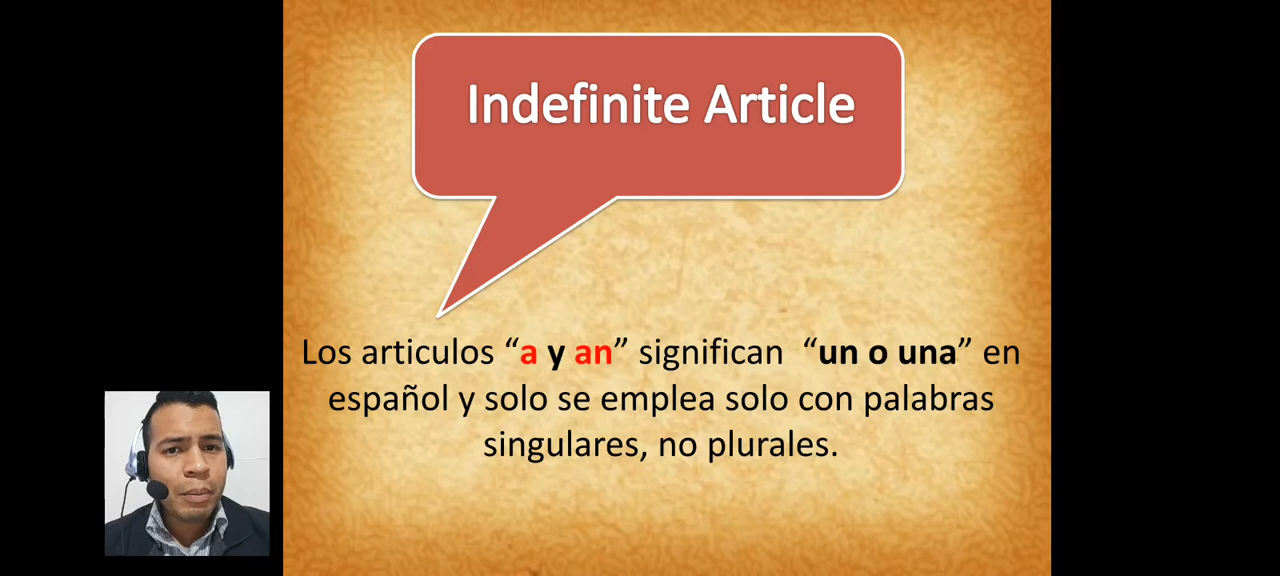 Indefinite Article
Los articulos “a y an” significan “un o una” en
español y solo se emplea solo con palabras
singulares, no plurales.